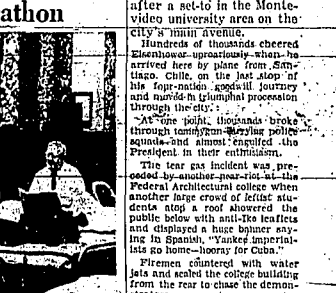 athon
after a set-to in the Monte-
video university area on the
city's main avenue.
Hundreds of thousands cheered
Eisenhower uproariously when he
arrived here by plane from San-
tiago, Chile, on the last stop of
his four-nation goodwill journey
and moved in triumphal procession
through the city.
At one point, thousands broke
through tommygun-carrying police
squads and almost engulfed the
President in their enthusiasm.
The tear gas incident was pre-
ceded by another near-riot at the
Federal Architectural college when
another large crowd of leftist stu-
dents atop a roof showered the
public below with anti-Ike leaflets
and displayed a huge banner say-
ing in Spanish, "Yankee imperial-
ists go home—hooray for Cuba."
Firemen countered with water
jets and scaled the college building
from the rear to chase the demon-